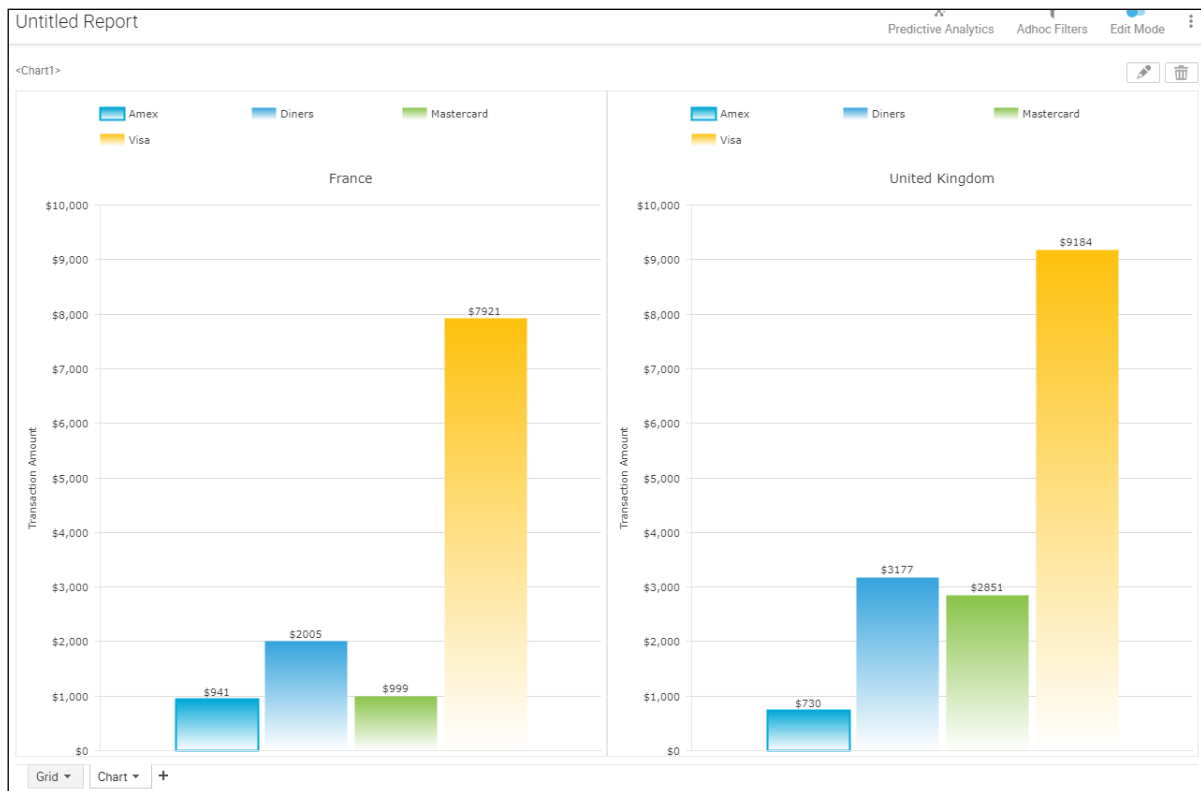 Untitled Report
Predictive Analytics Adhoc Filters Edit Mode
<Chart1>
Amex Diners Mastercard
Visa
France
$10,000
$9,000
$8,000
$7,000
$6,000
$5,000
$4,000
$3,000
$2,000
$1,000
$0
Transaction Amount
$941
$2005
$999
$7921
Amex Diners Mastercard
Visa
United Kingdom
$10,000
$9,000
$8,000
$7,000
$6,000
$5,000
$4,000
$3,000
$2,000
$1,000
$0
Transaction Amount
$730
$3177
$2851
$9184
Grid Chart +